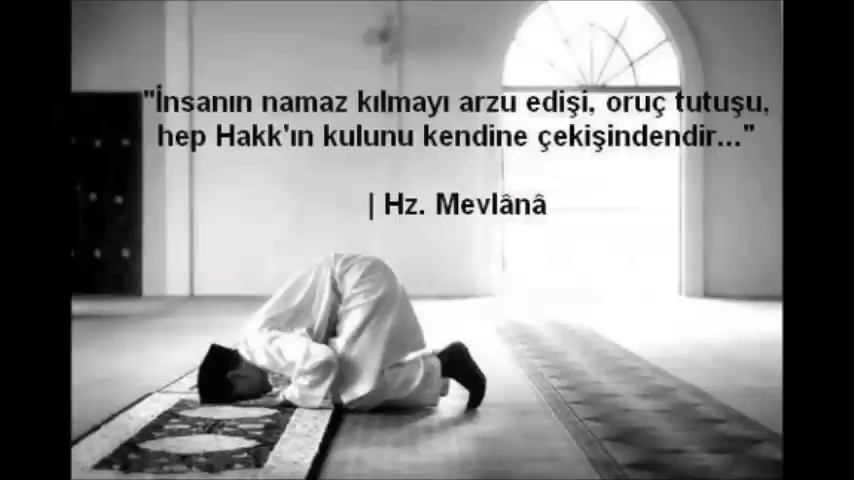 "İnsanın namaz kılmayı arzu edişi, oruç tutuşu,
hep Hakk'ın kulunu kendine çekişindendir..."
| Hz. Mevlânâ